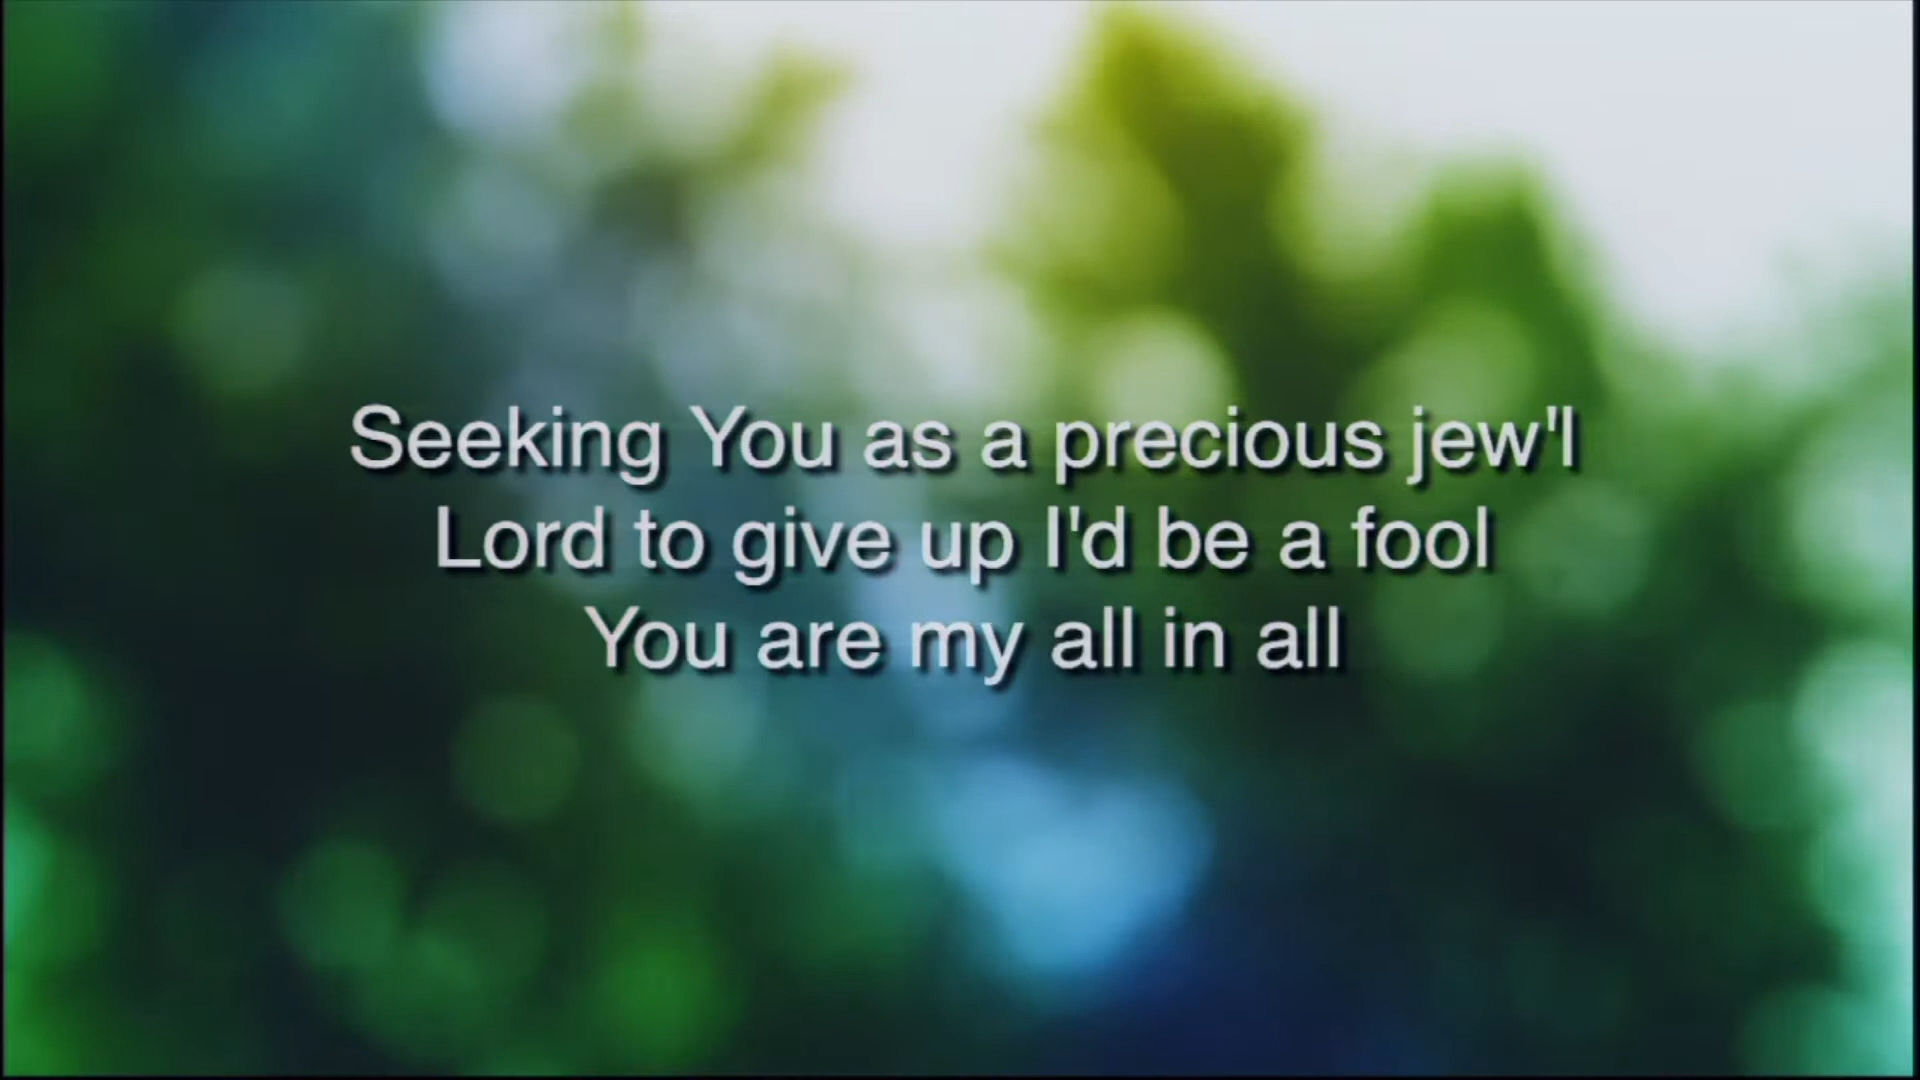 Seeking You as a precious jew'l
Lord to give up I'd be a fool
You are my all in all